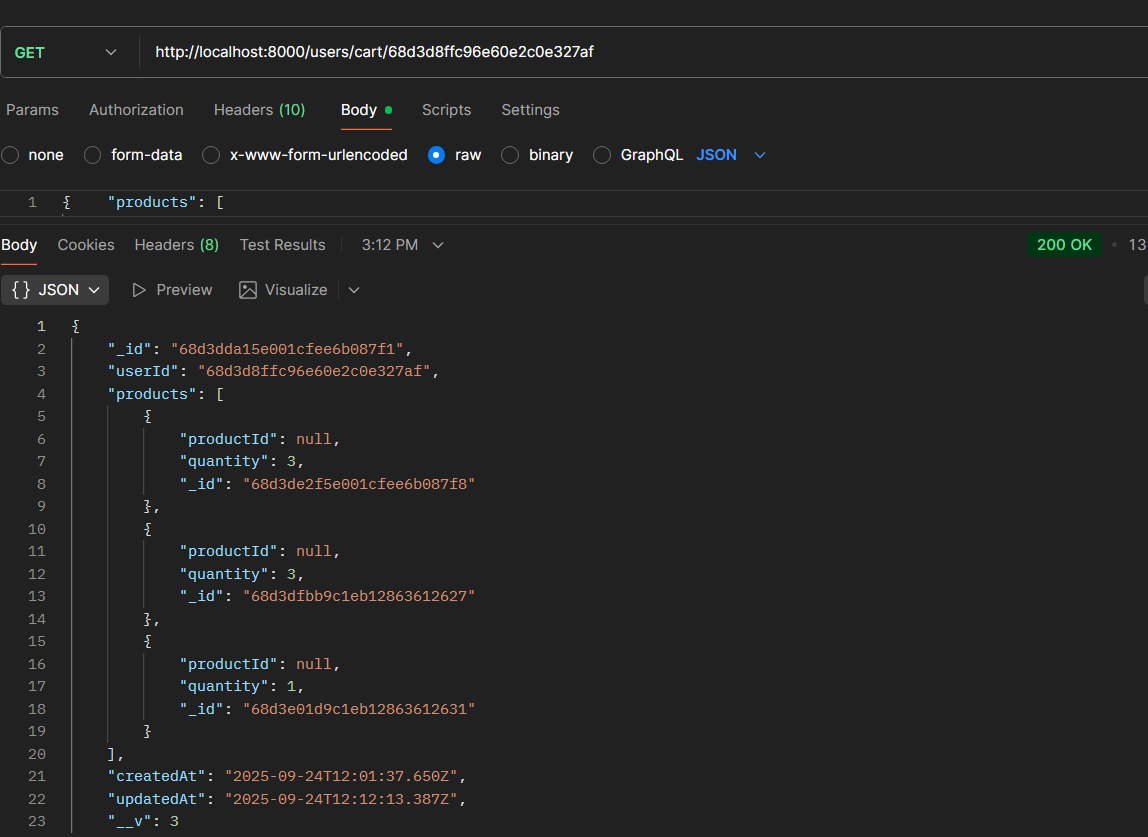 GET http://localhost:8000/users/cart/68d3d8ffc96e60e2c0e327af
Params Authorization Headers (10) Body Scripts Settings
none form-data x-www-form-urlencoded raw binary GraphQL JSON
1 { "products": [
Body Cookies Headers (8) Test Results 3:12 PM 200 OK 13
{} JSON Preview Visualize
1 {
2 "_id": "68d3dda15e001cfee6b087f1",
3 "userId": "68d3d8ffc96e60e2c0e327af",
4 "products": [
5 {
6 "productId": null,
7 "quantity": 3,
8 "_id": "68d3de2f5e001cfee6b087f8"
9 },
10 {
11 "productId": null,
12 "quantity": 3,
13 "_id": "68d3dfbb9c1eb12863612627"
14 },
15 {
16 "productId": null,
17 "quantity": 1,
18 "_id": "68d3e01d9c1eb12863612631"
19 }
20 ],
21 "createdAt": "2025-09-24T12:01:37.650Z",
22 "updatedAt": "2025-09-24T12:12:13.387Z",
23 "__v": 3